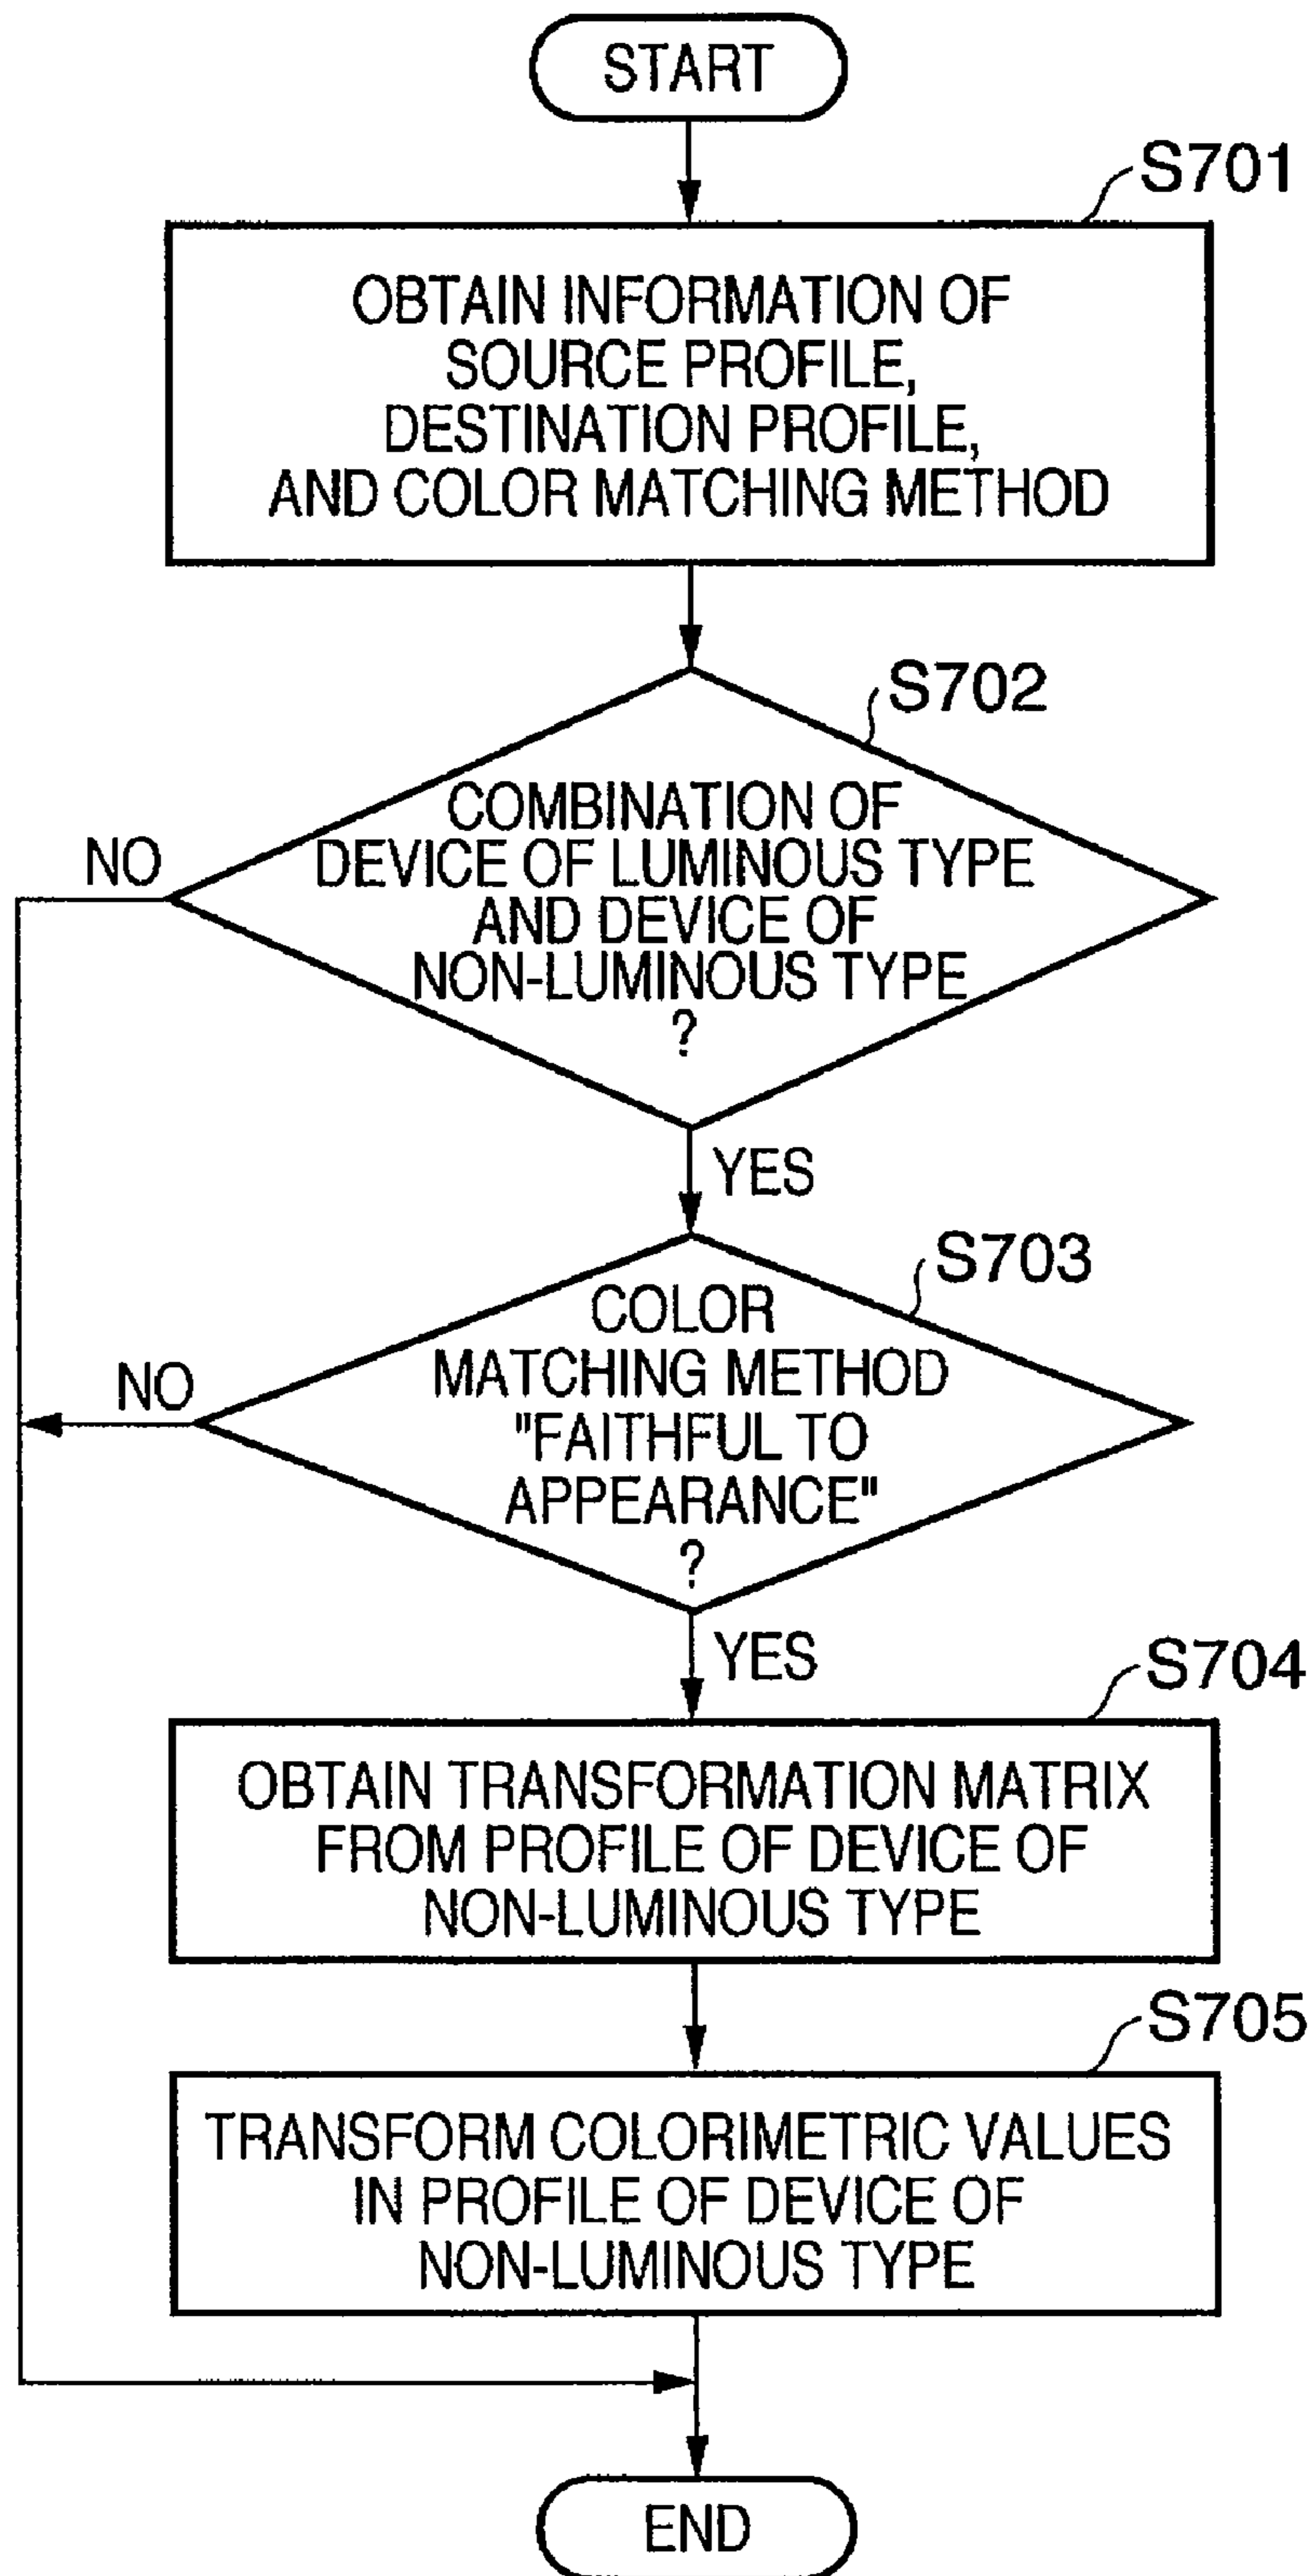 START
S701
OBTAIN INFORMATION OF
SOURCE PROFILE,
DESTINATION PROFILE,
AND COLOR MATCHING METHOD
S702
COMBINATION OF
DEVICE OF LUMINOUS TYPE
AND DEVICE OF
NON-LUMINOUS TYPE
?
NO
YES
S703
COLOR
MATCHING METHOD
"FAITHFUL TO
APPEARANCE"
?
NO
YES
S704
OBTAIN TRANSFORMATION MATRIX
FROM PROFILE OF DEVICE OF
NON-LUMINOUS TYPE
S705
TRANSFORM COLORIMETRIC VALUES
IN PROFILE OF DEVICE OF
NON-LUMINOUS TYPE
END